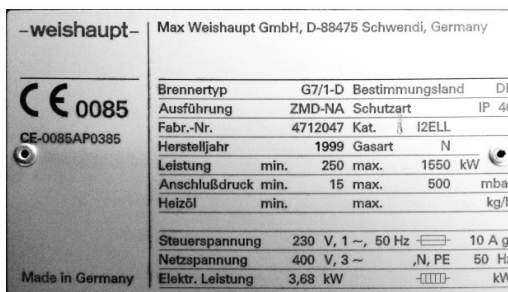 -weishaupt-
Max Weishaupt GmbH, D-88475 Schwendi, Germany
CE 0085
CE-0085AP0385
Brennertyp G7/1-D Bestimmungsland
Ausführung ZMD-NA Schutzart IP
Fabr.-Nr. 4712047 Kat. I2ELL
Herstelljahr 1999 Gasart N
Leistung min. 250 max. 1550 kW
Anschlußdruck min. 15 max. 500
Heizöl min. max.
Steuerspannung 230 V, 1 ~, 50 Hz 10 A
Netzspannung 400 V, 3 ~ ,N, PE 50 Hz
Elektr. Leistung 3,68 kW
Made in Germany